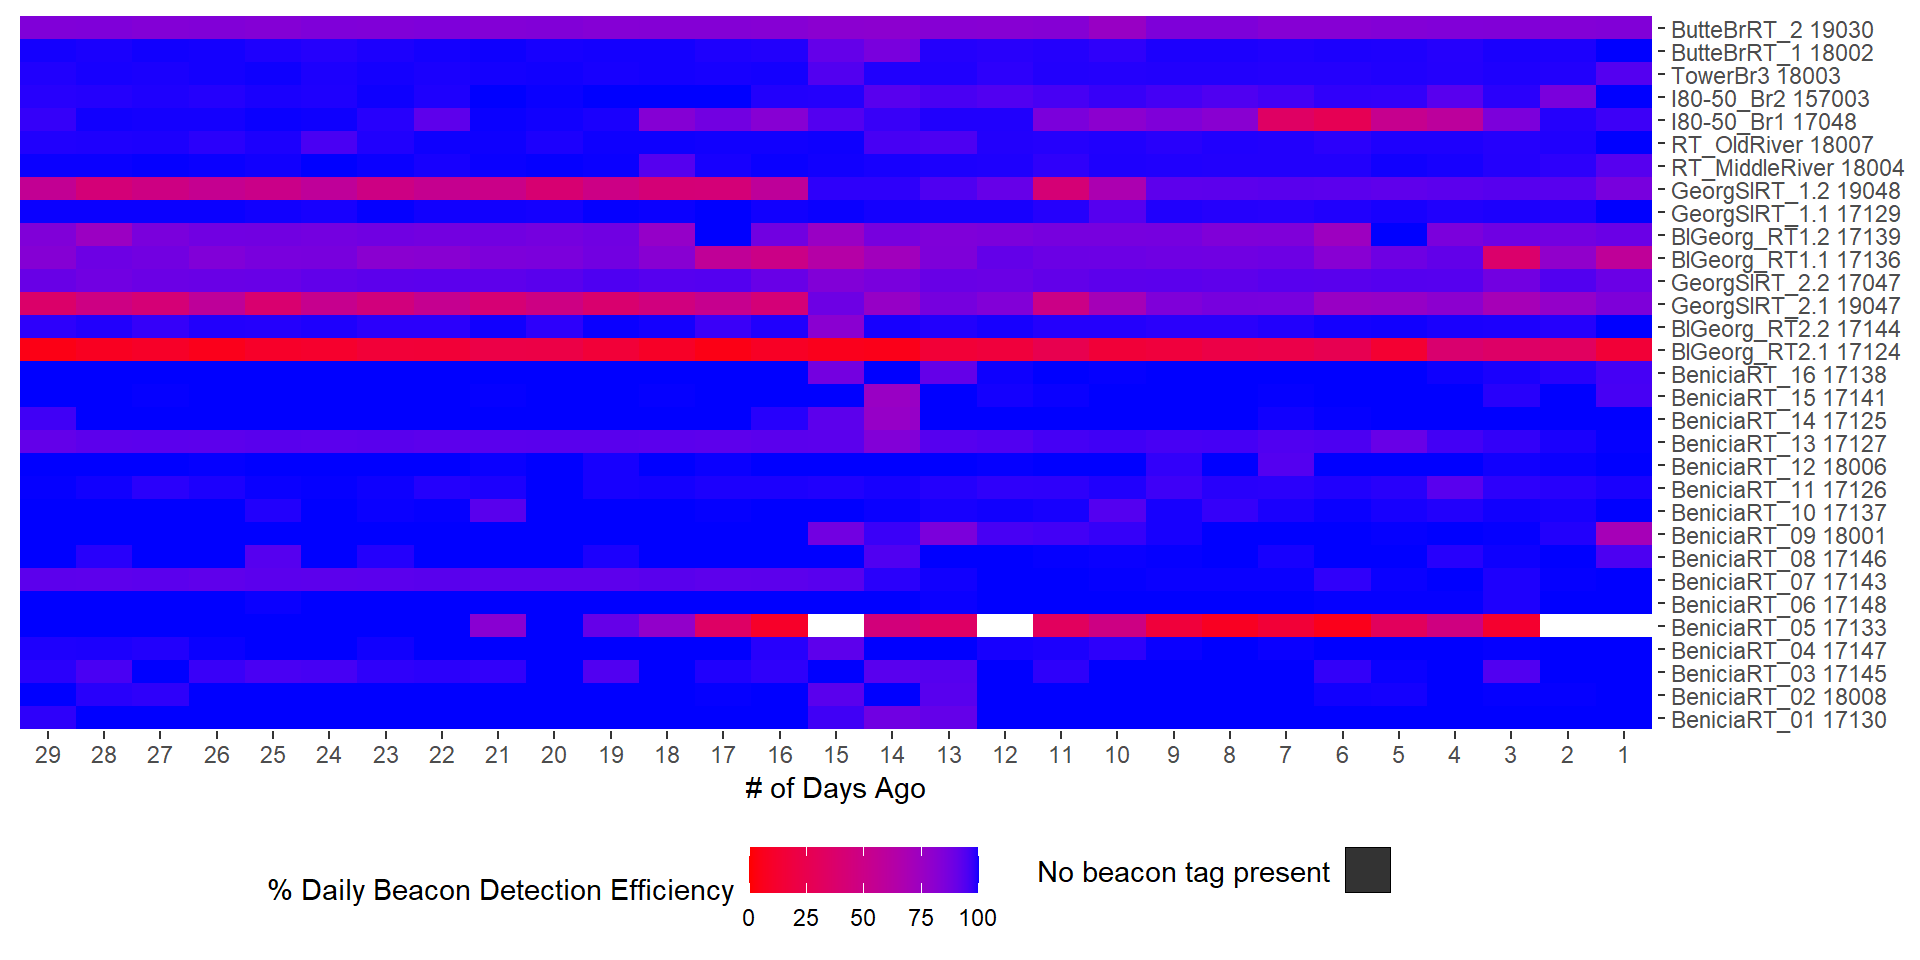 ButteBrRT_2 19030
ButteBrRT_1 18002
TowerBr3 18003
I80-50_Br2 157003
I80-50_Br1 17048
RT_OldRiver 18007
RT_MiddleRiver 18004
GeorgSlRT_1.2 19048
GeorgSlRT_1.1 17129
BlGeorg_RT1.2 17139
BlGeorg_RT1.1 17136
GeorgSlRT_2.2 17047
GeorgSlRT_2.1 19047
BlGeorg_RT2.2 17144
BlGeorg_RT2.1 17124
BeniciaRT_16 17138
BeniciaRT_15 17141
BeniciaRT_14 17125
BeniciaRT_13 17127
BeniciaRT_12 18006
BeniciaRT_11 17126
BeniciaRT_10 17137
BeniciaRT_09 18001
BeniciaRT_08 17146
BeniciaRT_07 17143
BeniciaRT_06 17148
BeniciaRT_05 17133
BeniciaRT_04 17147
BeniciaRT_03 17145
BeniciaRT_02 18008
BeniciaRT_01 17130
29 28 27 26 25 24 23 22 21 20 19 18 17 16 15 14 13 12 11 10 9 8 7 6 5 4 3 2 1
# of Days Ago
% Daily Beacon Detection Efficiency
0 25 50 75 100
No beacon tag present